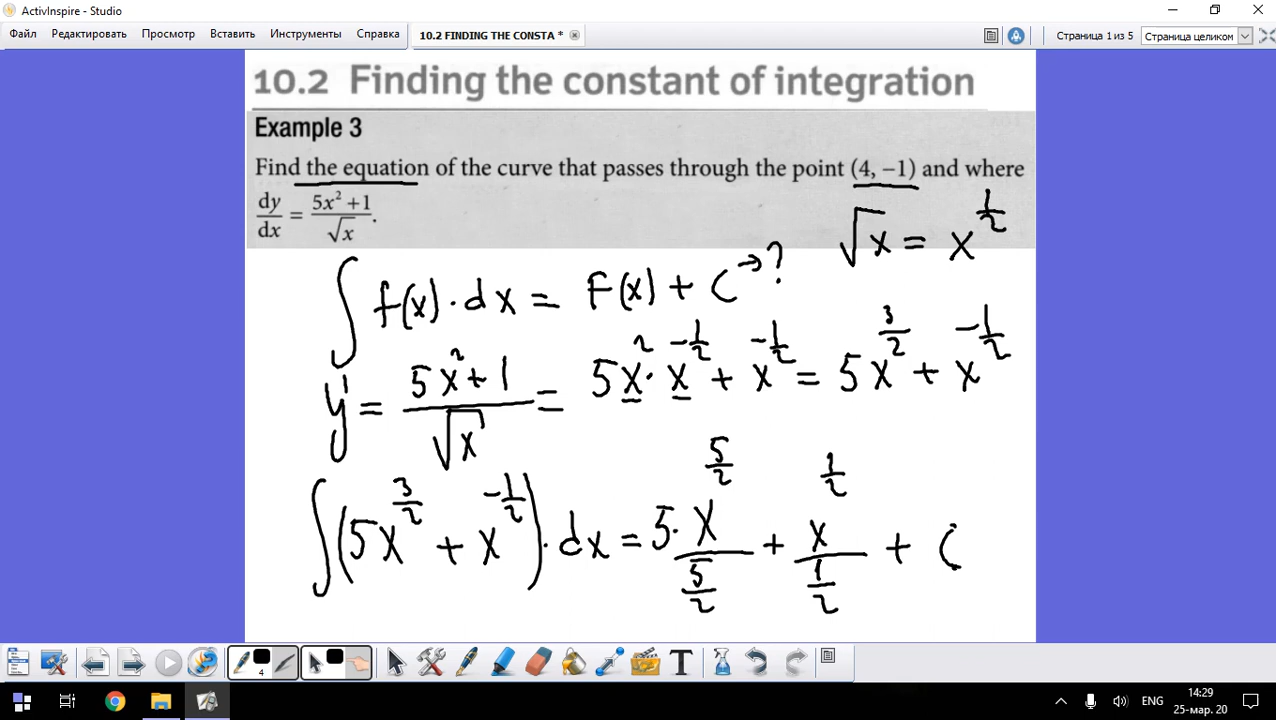 ActivInspire - Studio
Файл Редактировать Просмотр Вставить Инструменты Справка 10.2 FINDING THE CONSTA * Страница 1 из 5 Страница целиком
10.2 Finding the constant of integration
Example 3
Find the equation of the curve that passes through the point (4, −1) and where
dy/dx = (5x² + 1)/√x.
√x = x^(1/2)
∫ f(x) · dx = F(x) + C → ?
y' = (5x² + 1)/√x = 5x² · x^(-1/2) + x^(-1/2) = 5x^(3/2) + x^(-1/2)
∫ (5x^(3/2) + x^(-1/2)) · dx = 5 · x^(5/2)/(5/2) + x^(1/2)/(1/2) + C
4
T
ENG 14:29
25-мар. 20